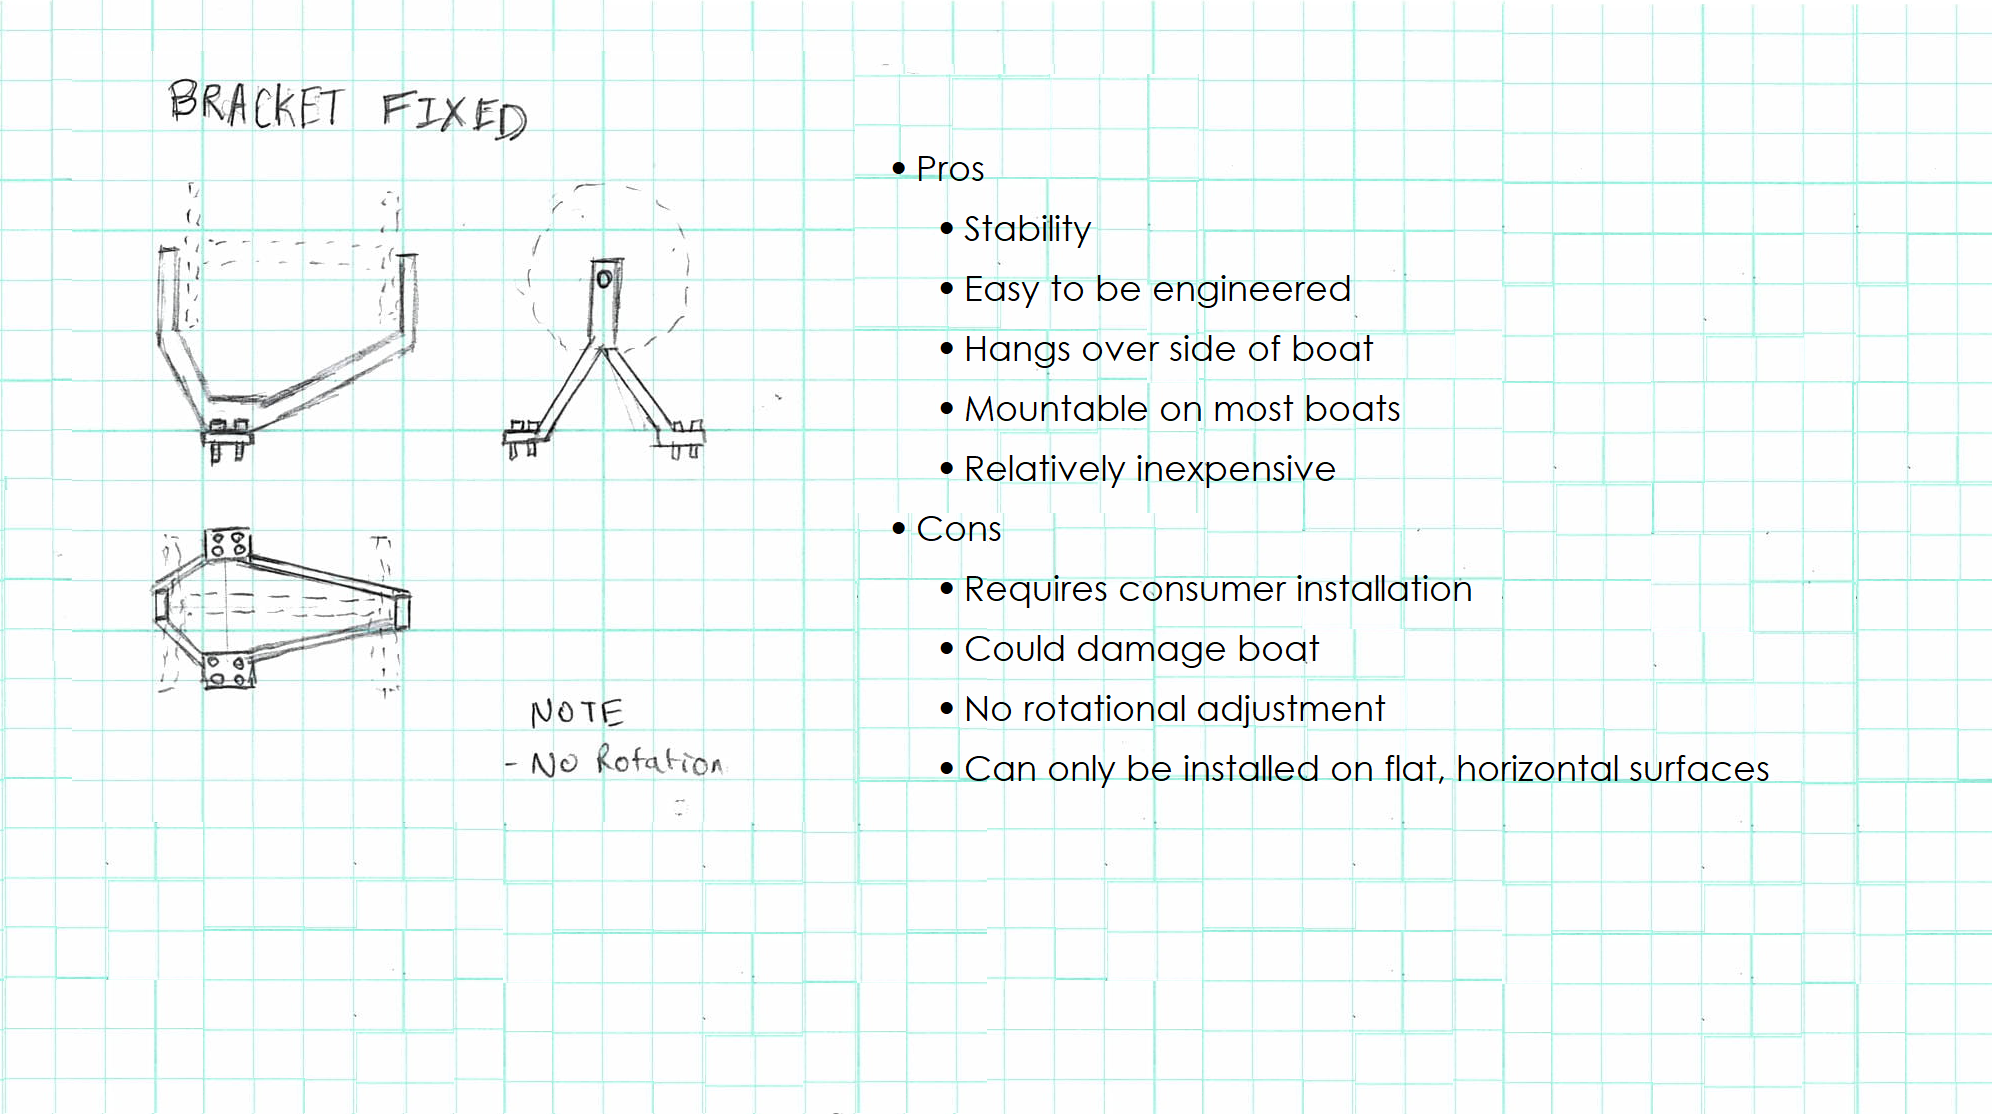 BRACKET FIXED
• Pros
• Stability
• Easy to be engineered
• Hangs over side of boat
• Mountable on most boats
• Relatively inexpensive
• Cons
• Requires consumer installation
• Could damage boat
• No rotational adjustment
• Can only be installed on flat, horizontal surfaces
NOTE
- No Rotation